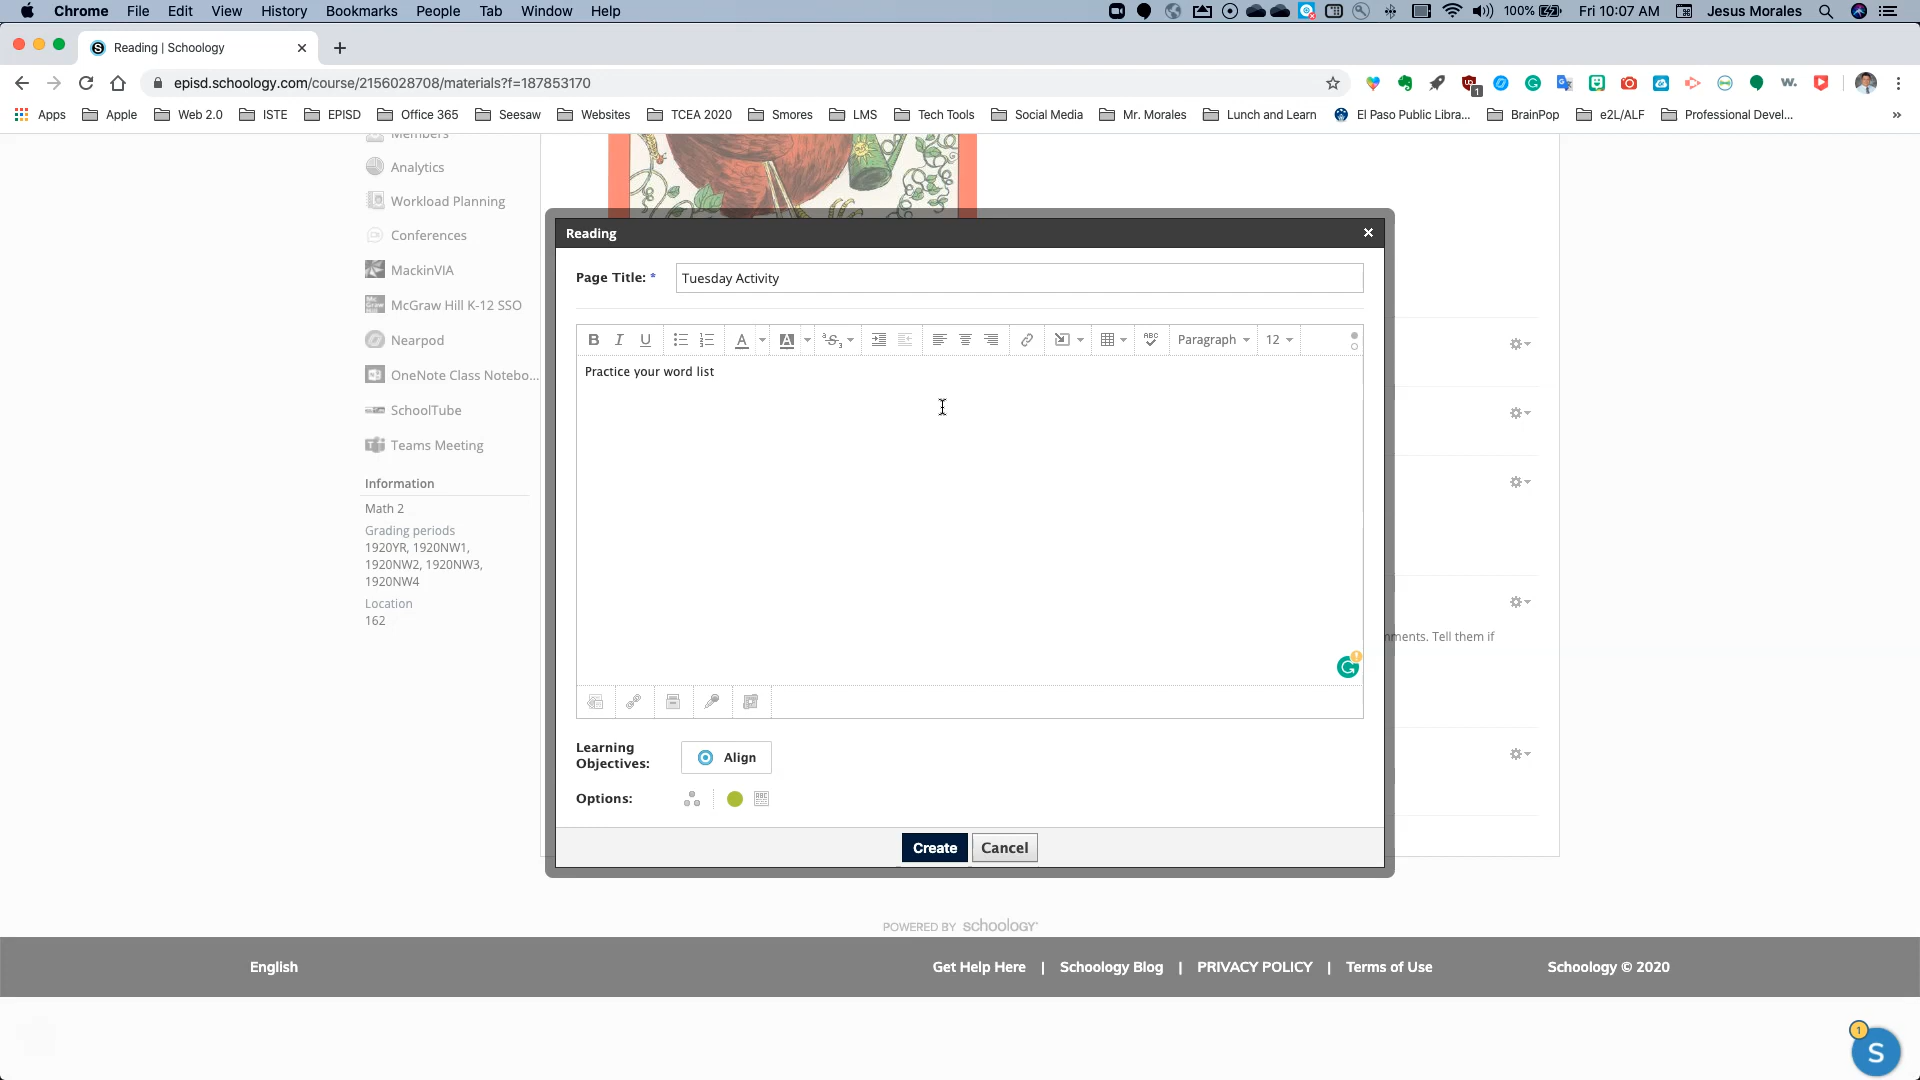 Chrome File Edit View History Bookmarks People Tab Window Help 100% Fri 10:07 AM Jesus Morales
Reading | Schoology
episd.schoology.com/course/2156028708/materials?f=187853170
Apps Apple Web 2.0 ISTE EPISD Office 365 Seesaw Websites TCEA 2020 Smores LMS Tech Tools Social Media Mr. Morales Lunch and Learn El Paso Public Libra... BrainPop e2L/ALF Professional Devel... »
Members
Analytics
Workload Planning
Conferences
MackinVIA
McGraw Hill K-12 SSO
Nearpod
OneNote Class Notebo...
SchoolTube
Teams Meeting
Information
Math 2
Grading periods
1920YR, 1920NW1,
1920NW2, 1920NW3,
1920NW4
Location
162
Reading
Page Title: * Tuesday Activity
B I U A A Paragraph 12
Practice your word list
Learning
Objectives: Align
Options:
Create Cancel
Tell them if
POWERED BY schoology
English Get Help Here | Schoology Blog | PRIVACY POLICY | Terms of Use Schoology © 2020
1
S